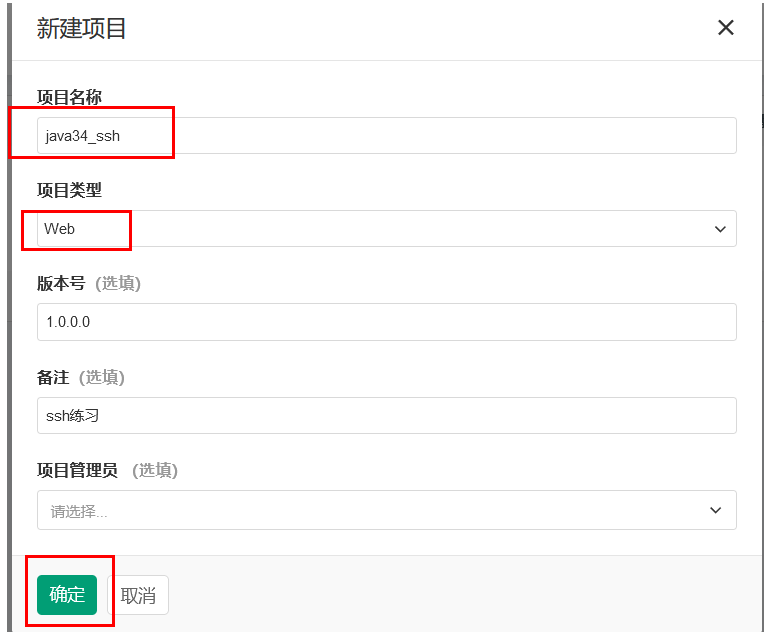 新建项目
项目名称
java34_ssh
项目类型
Web
版本号 (选填)
1.0.0.0
备注 (选填)
ssh练习
项目管理员 (选填)
请选择...
确定 取消